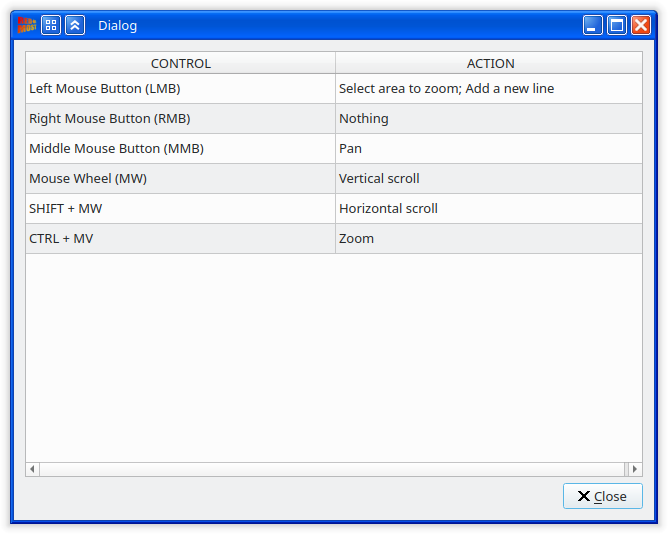 Dialog
CONTROL ACTION
Left Mouse Button (LMB) Select area to zoom; Add a new line
Right Mouse Button (RMB) Nothing
Middle Mouse Button (MMB) Pan
Mouse Wheel (MW) Vertical scroll
SHIFT + MW Horizontal scroll
CTRL + MV Zoom
Close